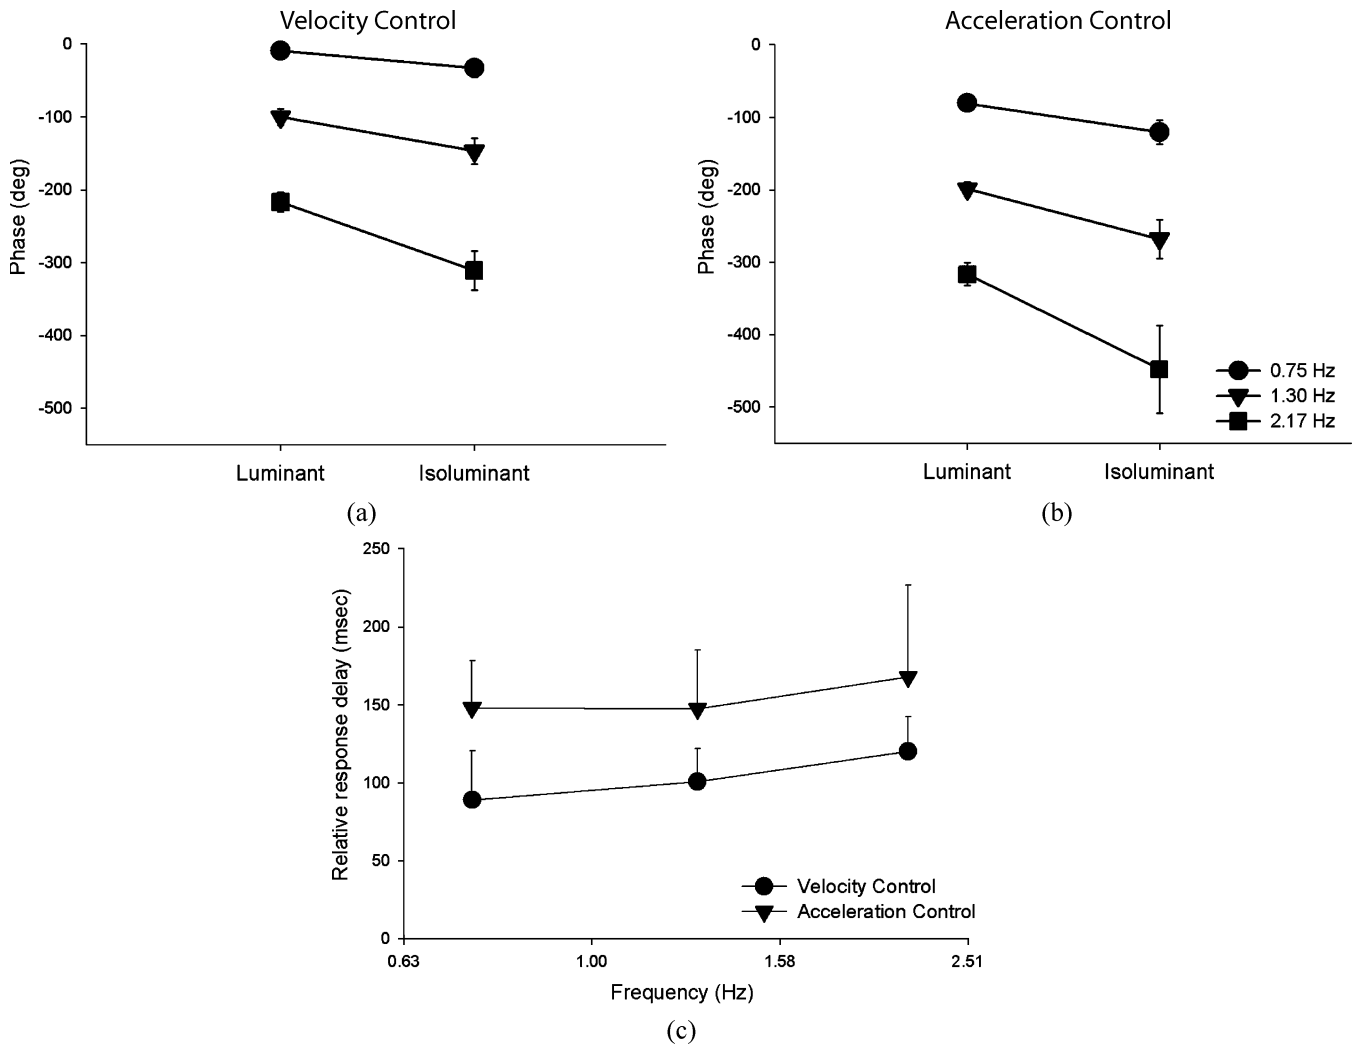 Velocity Control
0
-100
-200
-300
-400
-500
Phase (deg)
Luminant Isoluminant
(a)
Acceleration Control
0
-100
-200
-300
-400
-500
Phase (deg)
0.75 Hz
1.30 Hz
2.17 Hz
Luminant Isoluminant
(b)
250
200
150
100
50
0
Relative response delay (msec)
Velocity Control
Acceleration Control
0.63 1.00 1.58 2.51
Frequency (Hz)
(c)